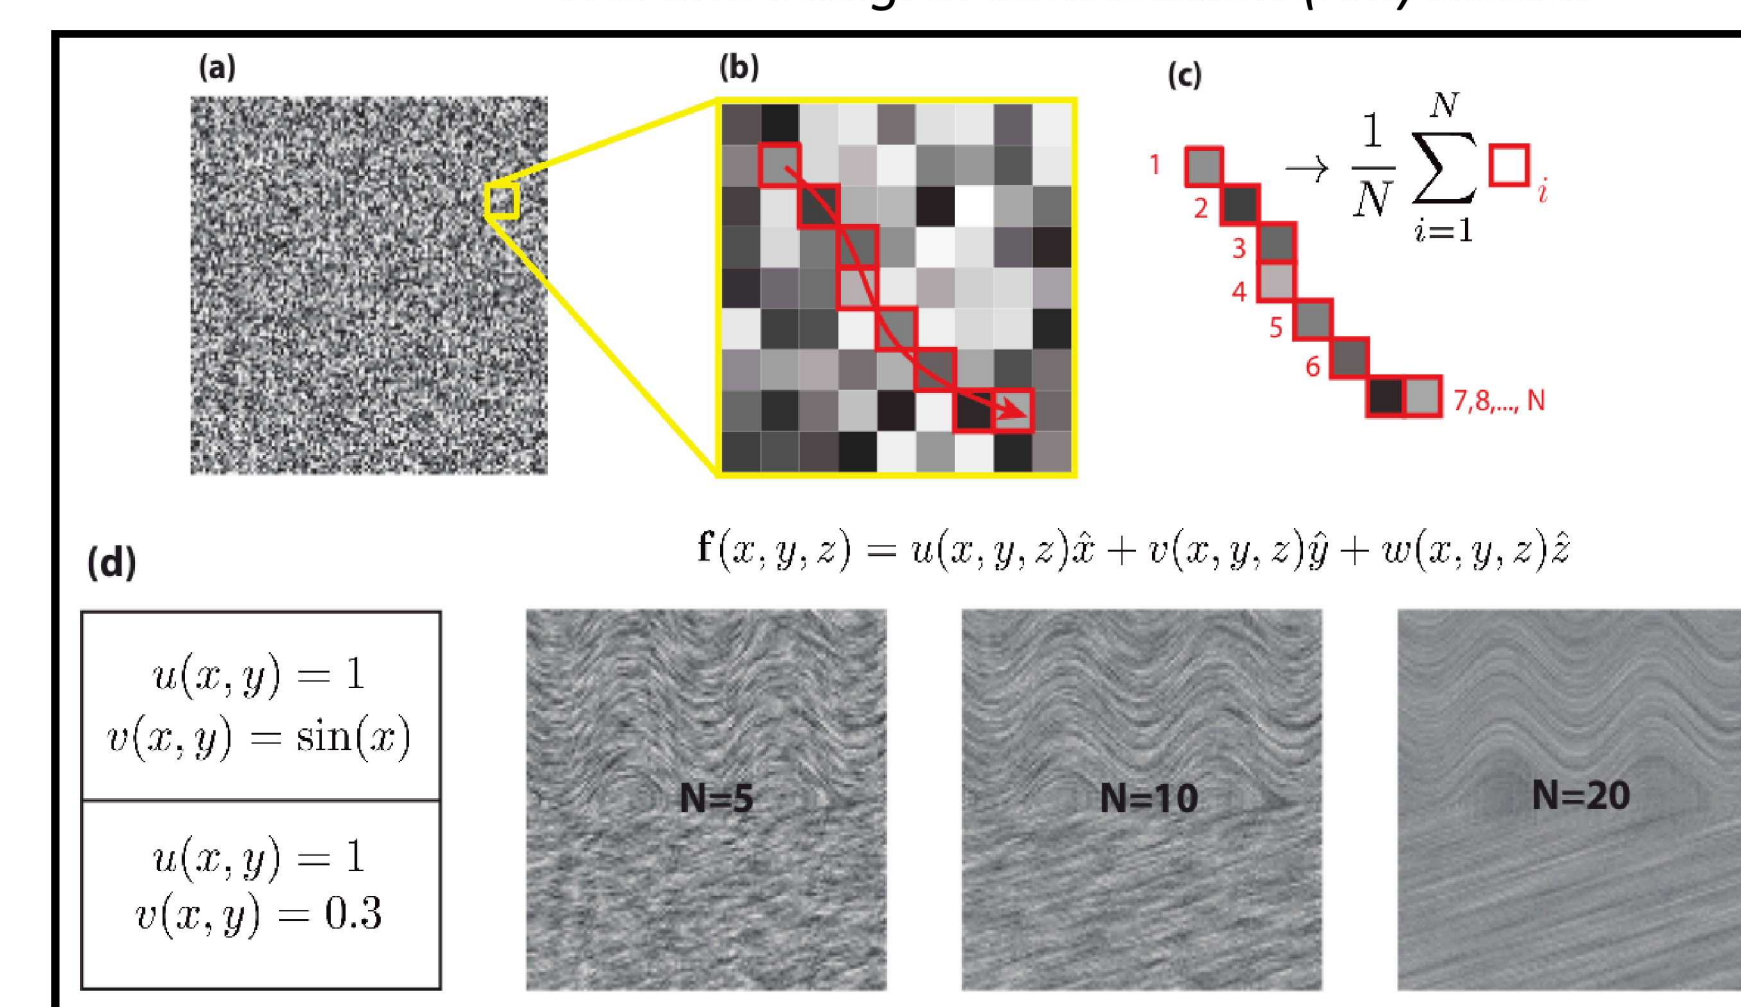 (a)
(b)
(c)
1
2
3
4
5
6
7,8,..., N
→ 1/N ∑_{i=1}^{N} □_i
(d)
f(x, y, z) = u(x, y, z)x̂ + v(x, y, z)ŷ + w(x, y, z)ẑ
u(x, y) = 1
v(x, y) = sin(x)
u(x, y) = 1
v(x, y) = 0.3
N=5
N=10
N=20